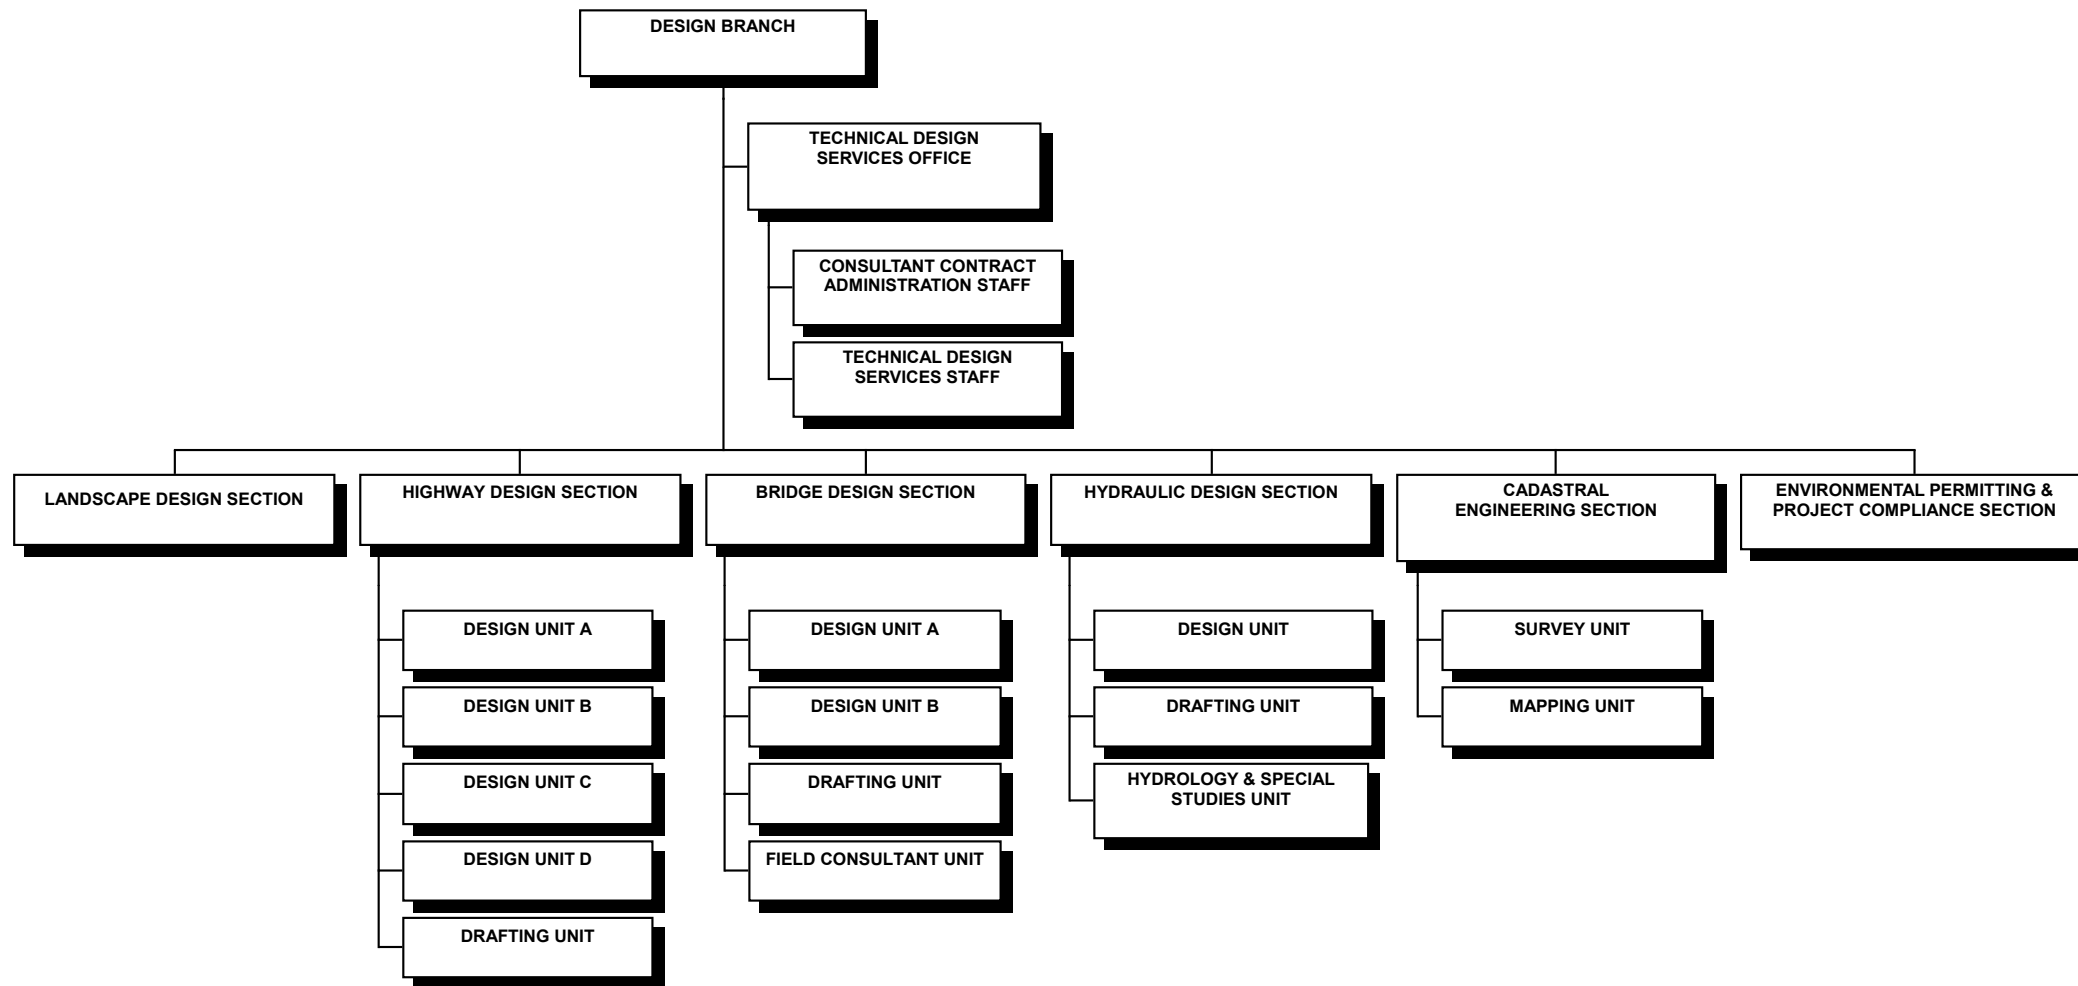 DESIGN BRANCH
TECHNICAL DESIGN
SERVICES OFFICE
CONSULTANT CONTRACT
ADMINISTRATION STAFF
TECHNICAL DESIGN
SERVICES STAFF
LANDSCAPE DESIGN SECTION
HIGHWAY DESIGN SECTION
BRIDGE DESIGN SECTION
HYDRAULIC DESIGN SECTION
CADASTRAL
ENGINEERING SECTION
ENVIRONMENTAL PERMITTING &
PROJECT COMPLIANCE SECTION
DESIGN UNIT A
DESIGN UNIT B
DESIGN UNIT C
DESIGN UNIT D
DRAFTING UNIT
DESIGN UNIT A
DESIGN UNIT B
DRAFTING UNIT
FIELD CONSULTANT UNIT
DESIGN UNIT
DRAFTING UNIT
HYDROLOGY & SPECIAL
STUDIES UNIT
SURVEY UNIT
MAPPING UNIT